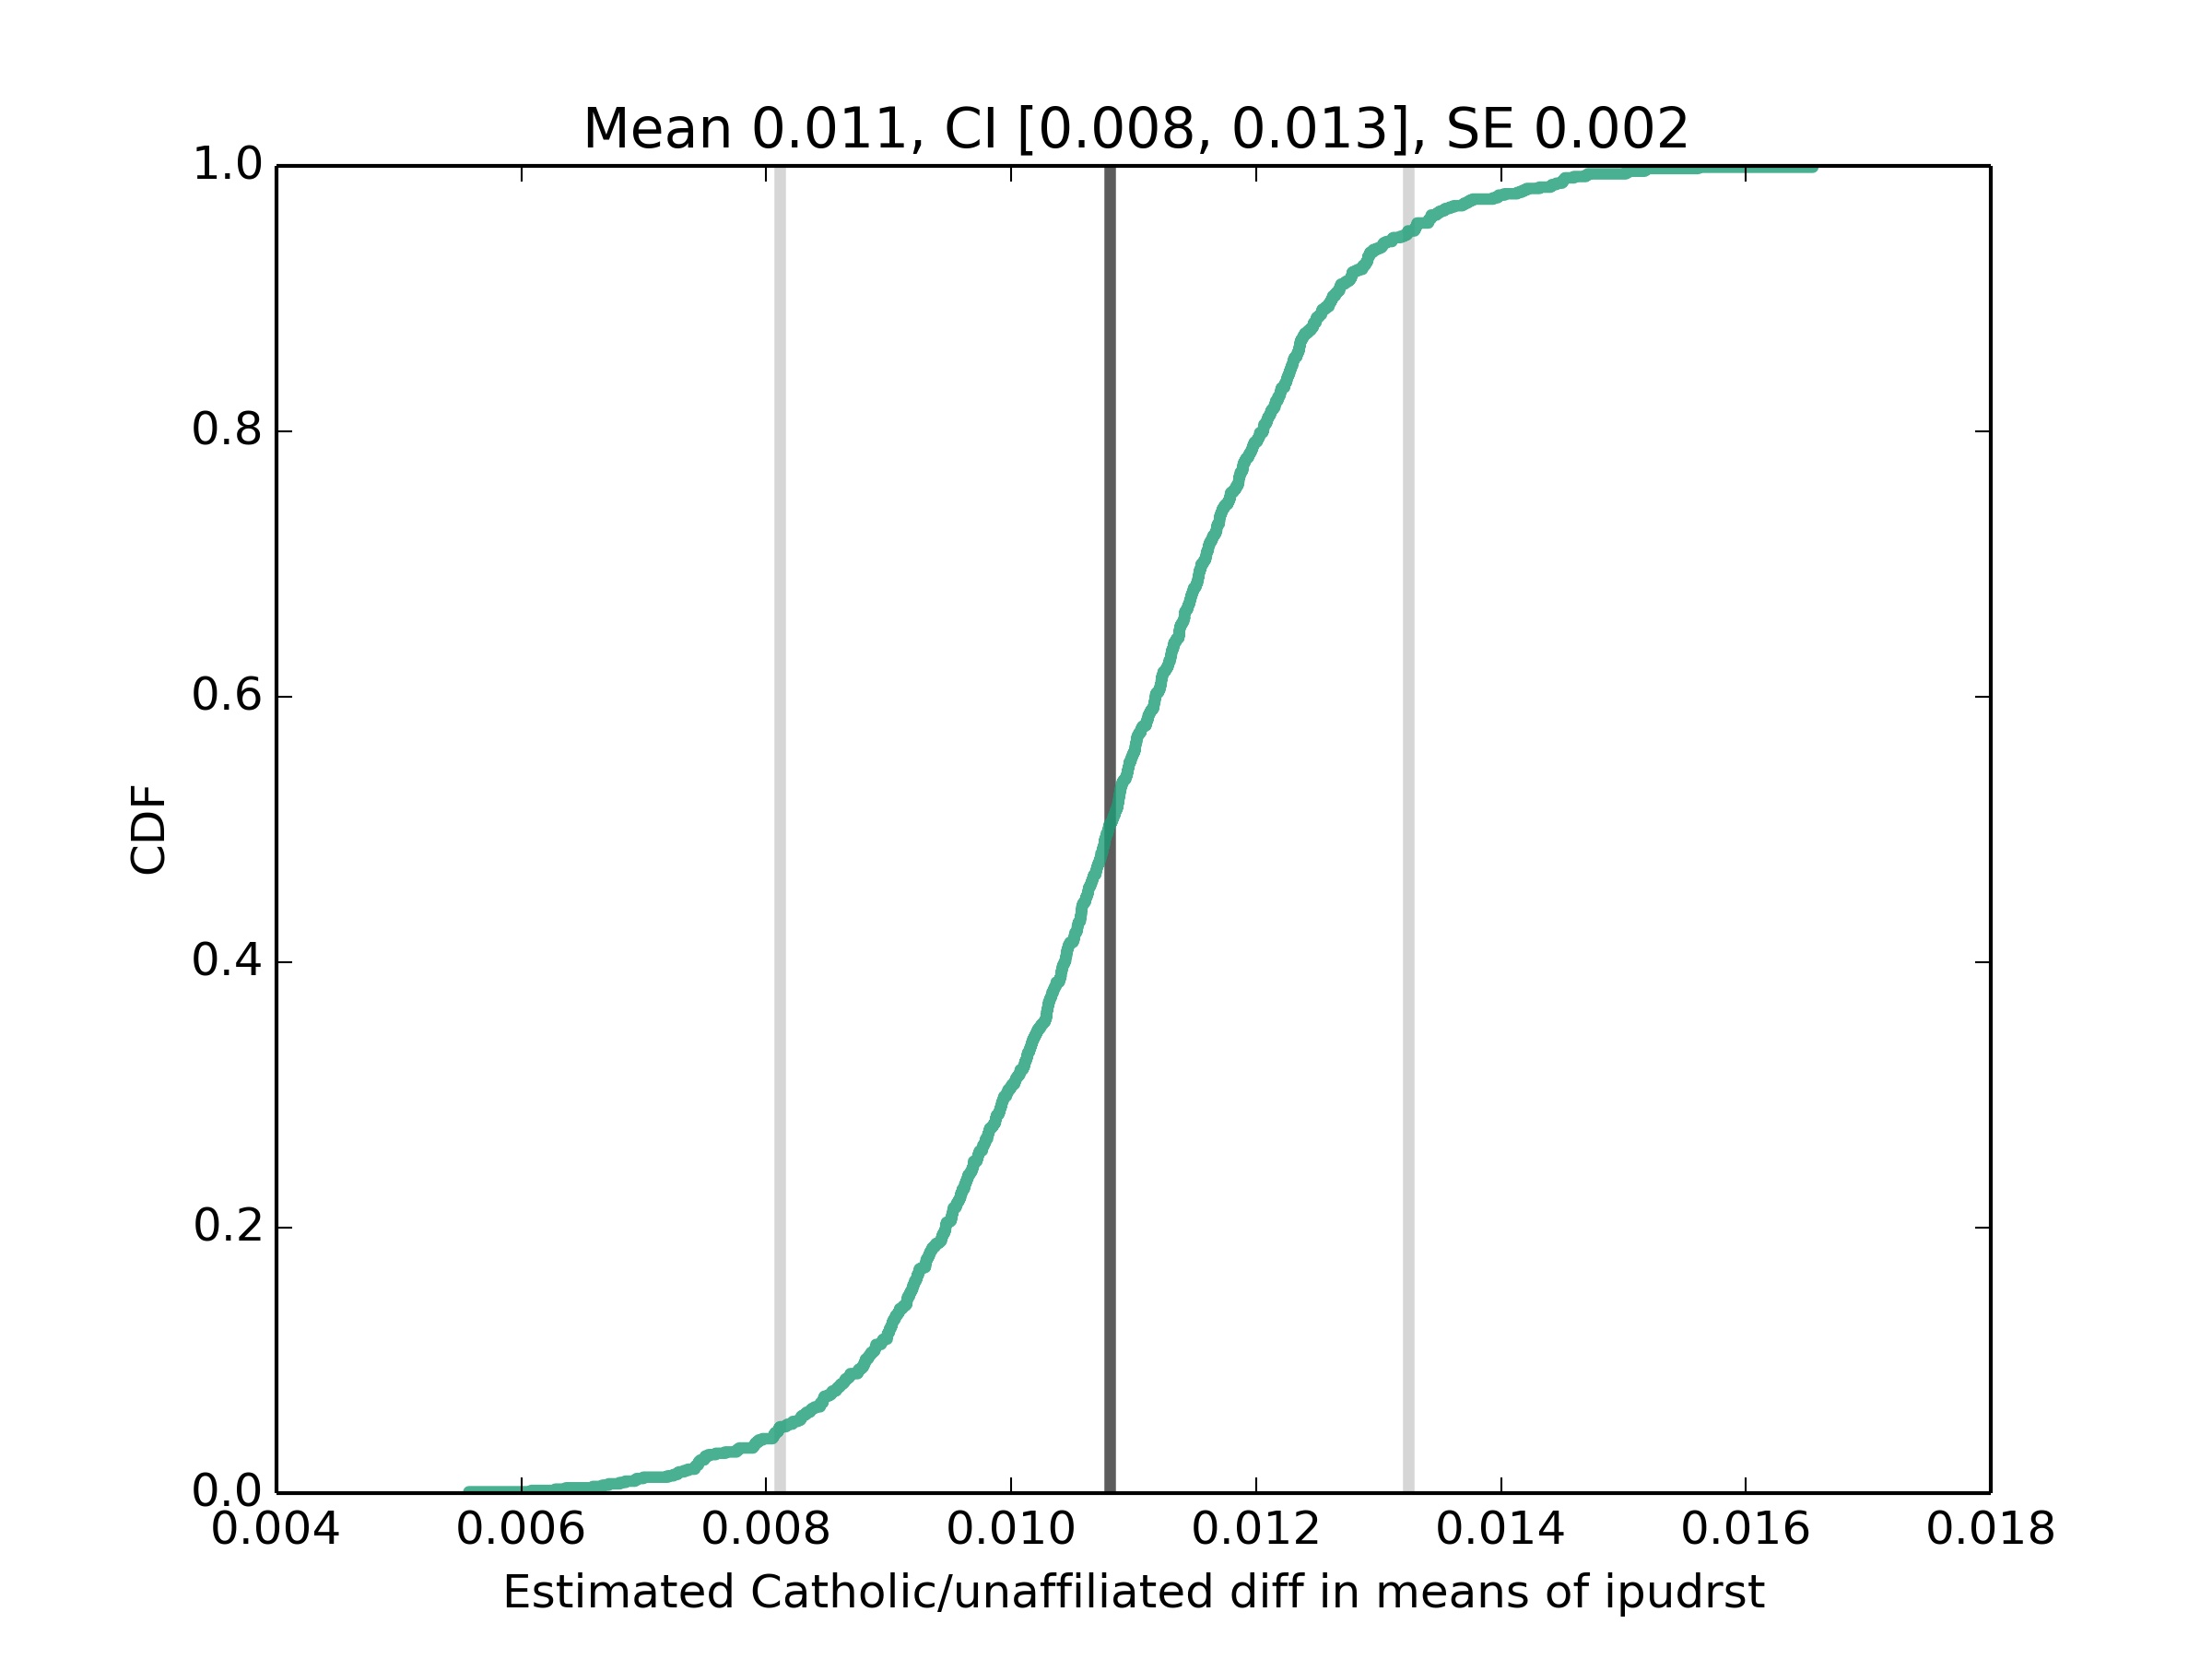 Mean 0.011, CI [0.008, 0.013], SE 0.002
1.0
0.8
0.6
0.4
0.2
0.0
CDF
0.004 0.006 0.008 0.010 0.012 0.014 0.016 0.018
Estimated Catholic/unaffiliated diff in means of ipudrst